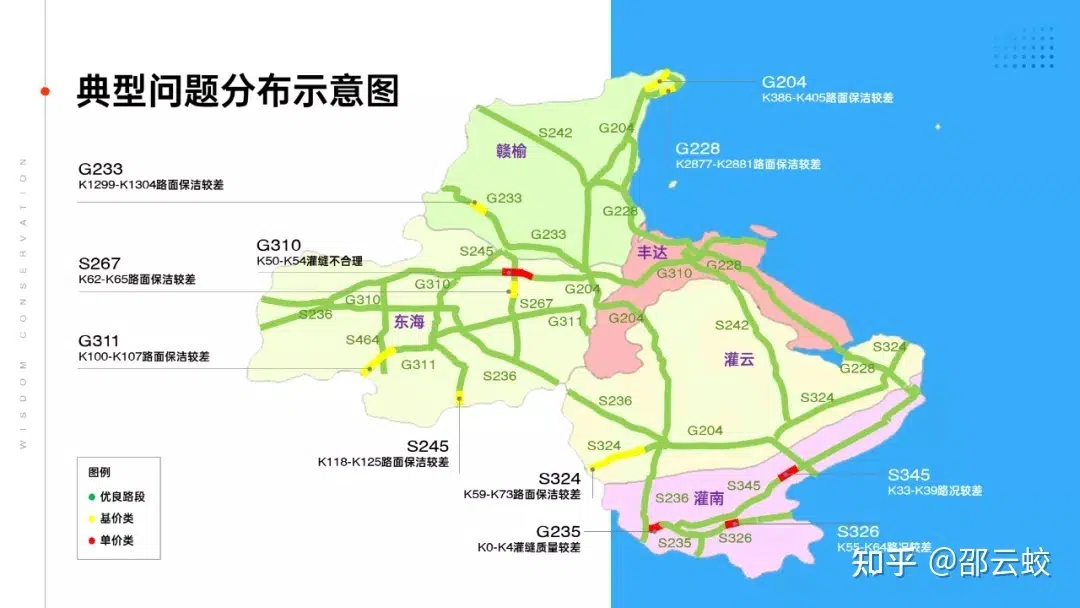 典型问题分布示意图
WISDOM CONSERVATION
G204
K386-K405路面保洁较差
G228
K2877-K2881路面保洁较差
G233
K1299-K1304路面保洁较差
G310
K50-K54灌缝不合理
S267
K62-K65路面保洁较差
G311
K100-K107路面保洁较差
S245
K118-K125路面保洁较差
S324
K59-K73路面保洁较差
G235
K0-K4灌缝质量较差
S345
K33-K39路况较差
S326
K55-K64路况较差
S242
G204
赣榆
G233
G228
G233
S245
丰达
G310
G228
G310
G204
G310
S267
S236
东海
G311
G204
S242
S464
灌云
S324
G311
G228
S236
S236
S324
G204
S324
S345
S236
灌南
S326
S235
图例
优良路段
基价类
单价类
知乎 @邵云蛟